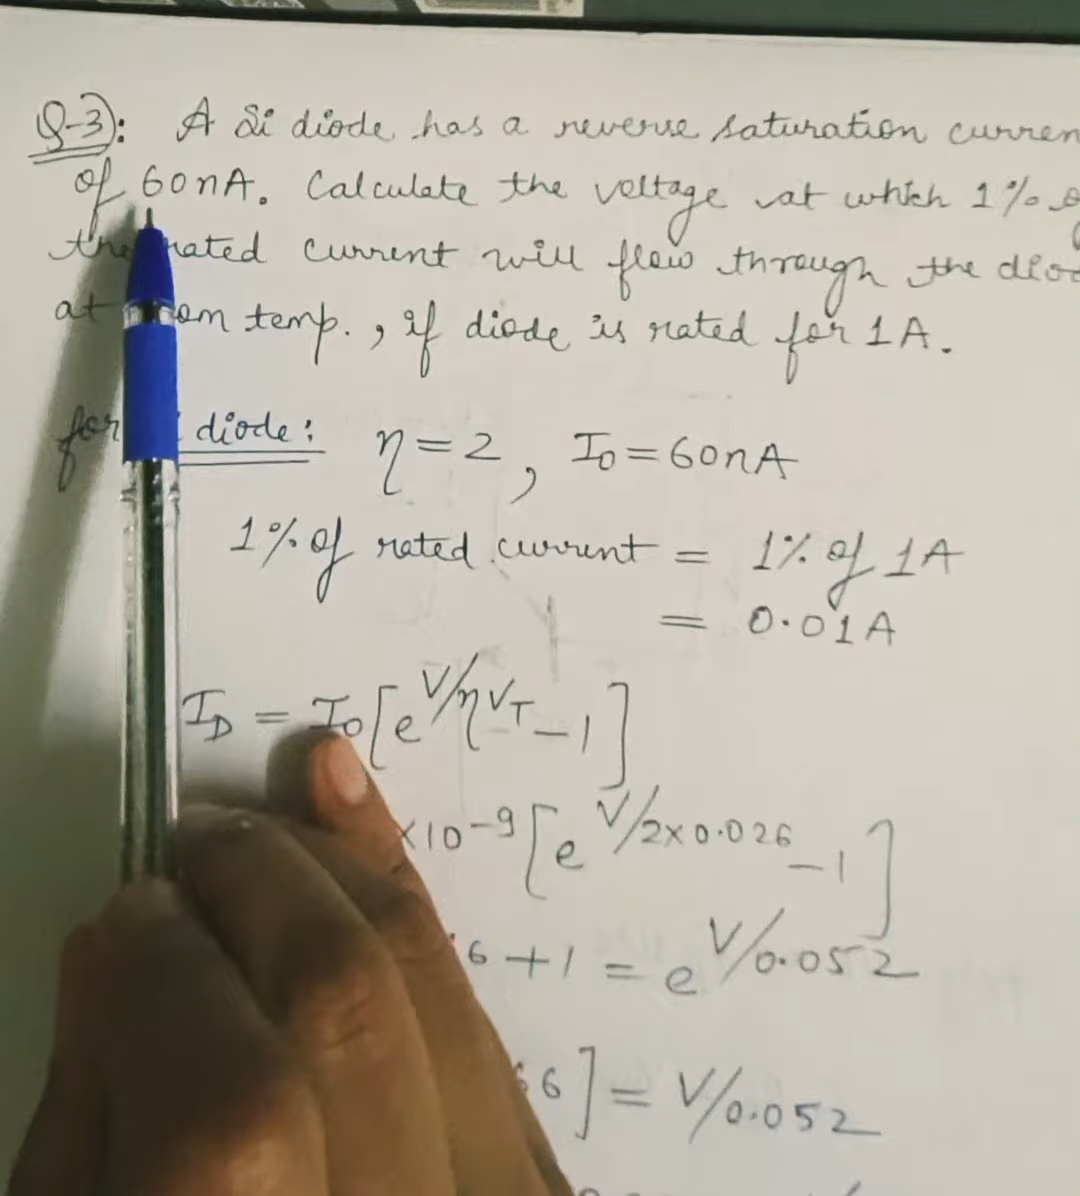 Q-3): A Si diode has a reverse saturation curren
of 60nA. Calculate the voltage at which 1%
rated current will flow through the
at temp., if diode is rated for 1A.
for diode: η=2, I₀=60nA
1% of rated current = 1% of 1A
= 0.01A
I_D = I₀[e^V/ηV_T -1]
×10⁻⁹[e^V/2×0.026 -1]
6+1 = e^V/0.052
6] = V/0.052